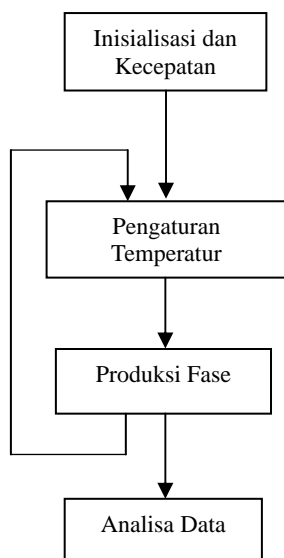 Inisialisasi dan
Kecepatan
Pengaturan
Temperatur
Produksi Fase
Analisa Data